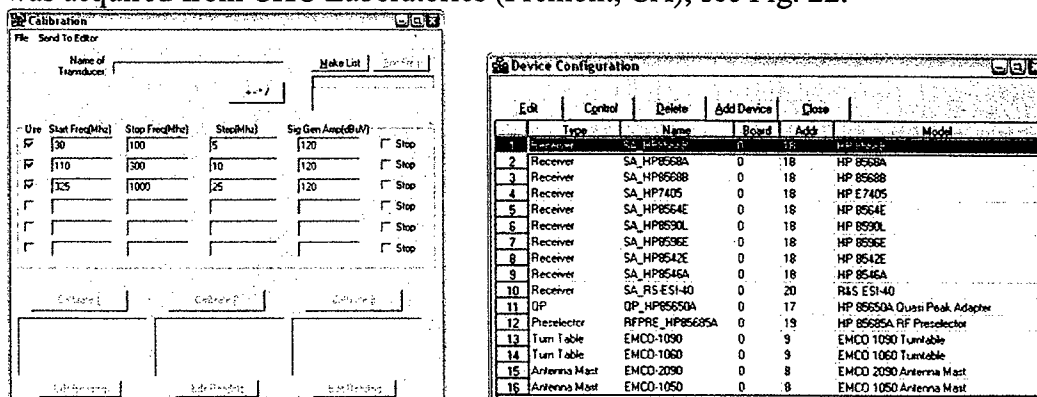 was acquired from
(Fremont, CA), see Fig. 22.
Calibration
File Send To Editor
Name of
Transducer:
Make List
Use Start Freq(Mhz) Stop Freq(Mhz) Step(Mhz) Sig Gen Amp(dBuV)
30 100 5 120 Stop
110 300 10 120 Stop
325 1000 25 120 Stop
Stop
Stop
Stop
Device Configuration
Edit Control Delete Add Device Close
Type Name Board Addr Model
1
2 Receiver SA_HP8568A 0 18 HP 8568A
3 Receiver SA_HP8568B 0 18 HP 8568B
4 Receiver SA_HP7405 0 18 HP E7405
5 Receiver SA_HP8564E 0 18 HP 8564E
6 Receiver SA_HP8590L 0 18 HP 8590L
7 Receiver SA_HP8596E 0 18 HP 8596E
8 Receiver SA_HP8542E 0 18 HP 8542E
9 Receiver SA_HP8546A 0 18 HP 8546A
10 Receiver SA_RS-ESI-40 0 20 R&S ESI-40
11 QP QP_HP85650A 0 17 HP 85650A Quasi Peak Adapter
12 Preselector RFPRE_HP85685A 0 19 HP 85685A RF Preselector
13 Turn Table EMCO-1090 0 9 EMCO 1090 Turntable
14 Turn Table EMCO-1060 0 9 EMCO 1060 Turntable
15 Antenna Mast EMCO-2090 0 8 EMCO 2090 Antenna Mast
16 Antenna Mast EMCO-1050 0 8 EMCO 1050 Antenna Mast